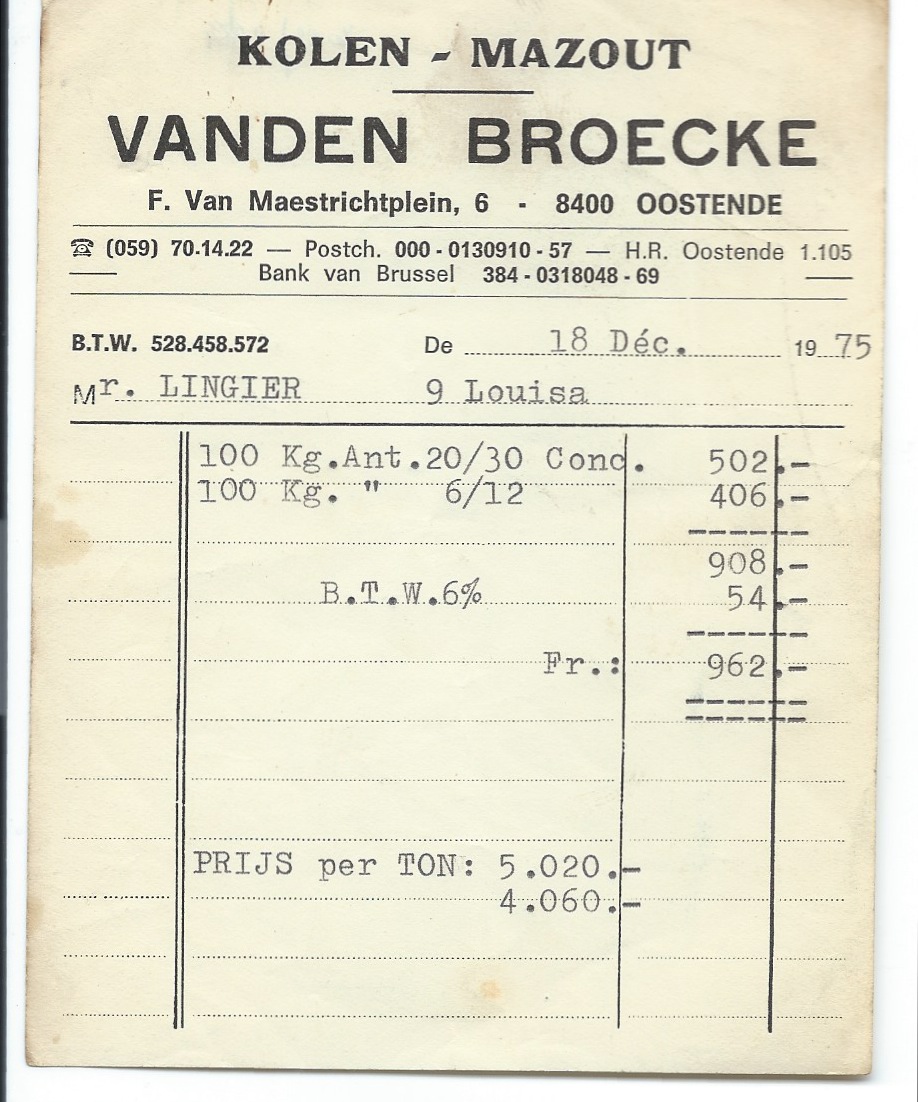 KOLEN - MAZOUT
VANDEN BROECKE
F. Van Maestrichtplein, 6 - 8400 OOSTENDE
☎ (059) 70.14.22 — Postch. 000 - 0130910 - 57 — H.R. Oostende 1.105
Bank van Brussel 384 - 0318048 - 69
B.T.W. 528.458.572 De 18 Déc. 1975
Mr. LINGIER 9 Louisa
100 Kg.Ant.20/30 Conc. 502.-
100 Kg. " 6/12 406.-
908.-
B.T.W.6% 54.-
Fr.: 962.-
PRIJS per TON: 5.020.-
4.060.-